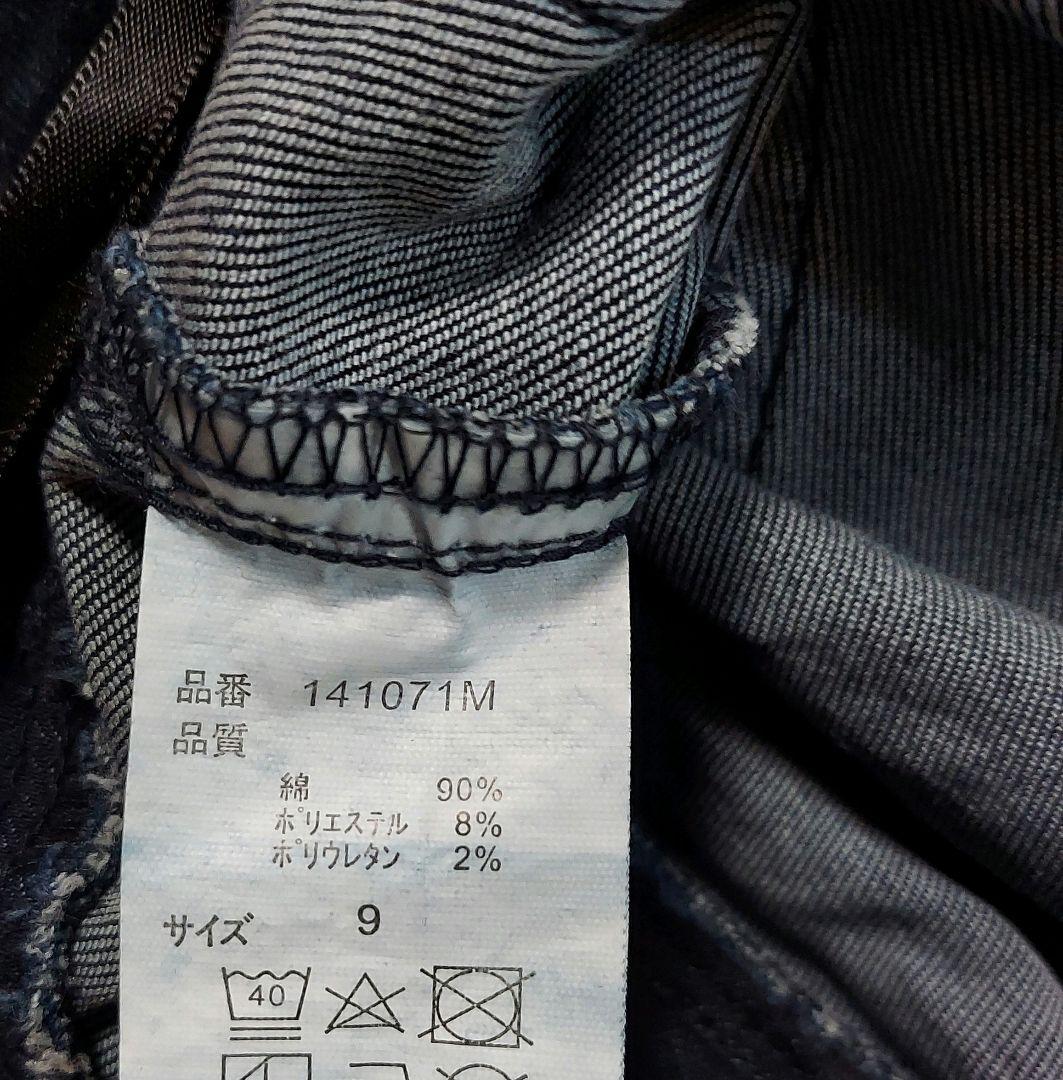 品番 141071M
品質
綿 90%
ポリエステル 8%
ポリウレタン 2%
サイズ 9
40